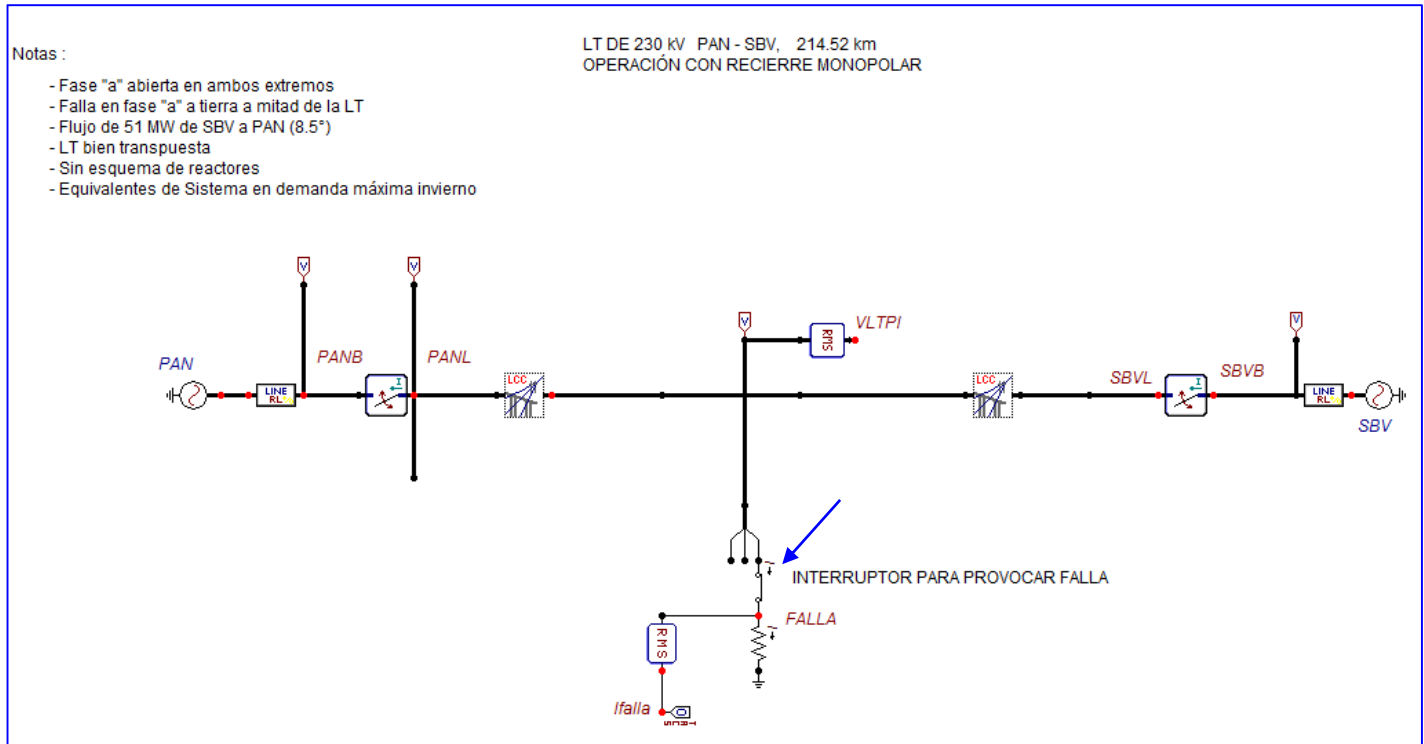 LT DE 230 kV PAN - SBV, 214.52 km
OPERACIÓN CON RECIERRE MONOPOLAR
Notas :
- Fase "a" abierta en ambos extremos
- Falla en fase "a" a tierra a mitad de la LT
- Flujo de 51 MW de SBV a PAN (8.5°)
- LT bien transpuesta
- Sin esquema de reactores
- Equivalentes de Sistema en demanda máxima invierno
V
V
V
V
RMS
VLTPI
PAN
PANB
PANL
SBVL
SBVB
SBV
LINE
RL
I
LCC
LCC
I
LINE
RL
I
INTERRUPTOR PARA PROVOCAR FALLA
FALLA
RMS
I
Ifalla